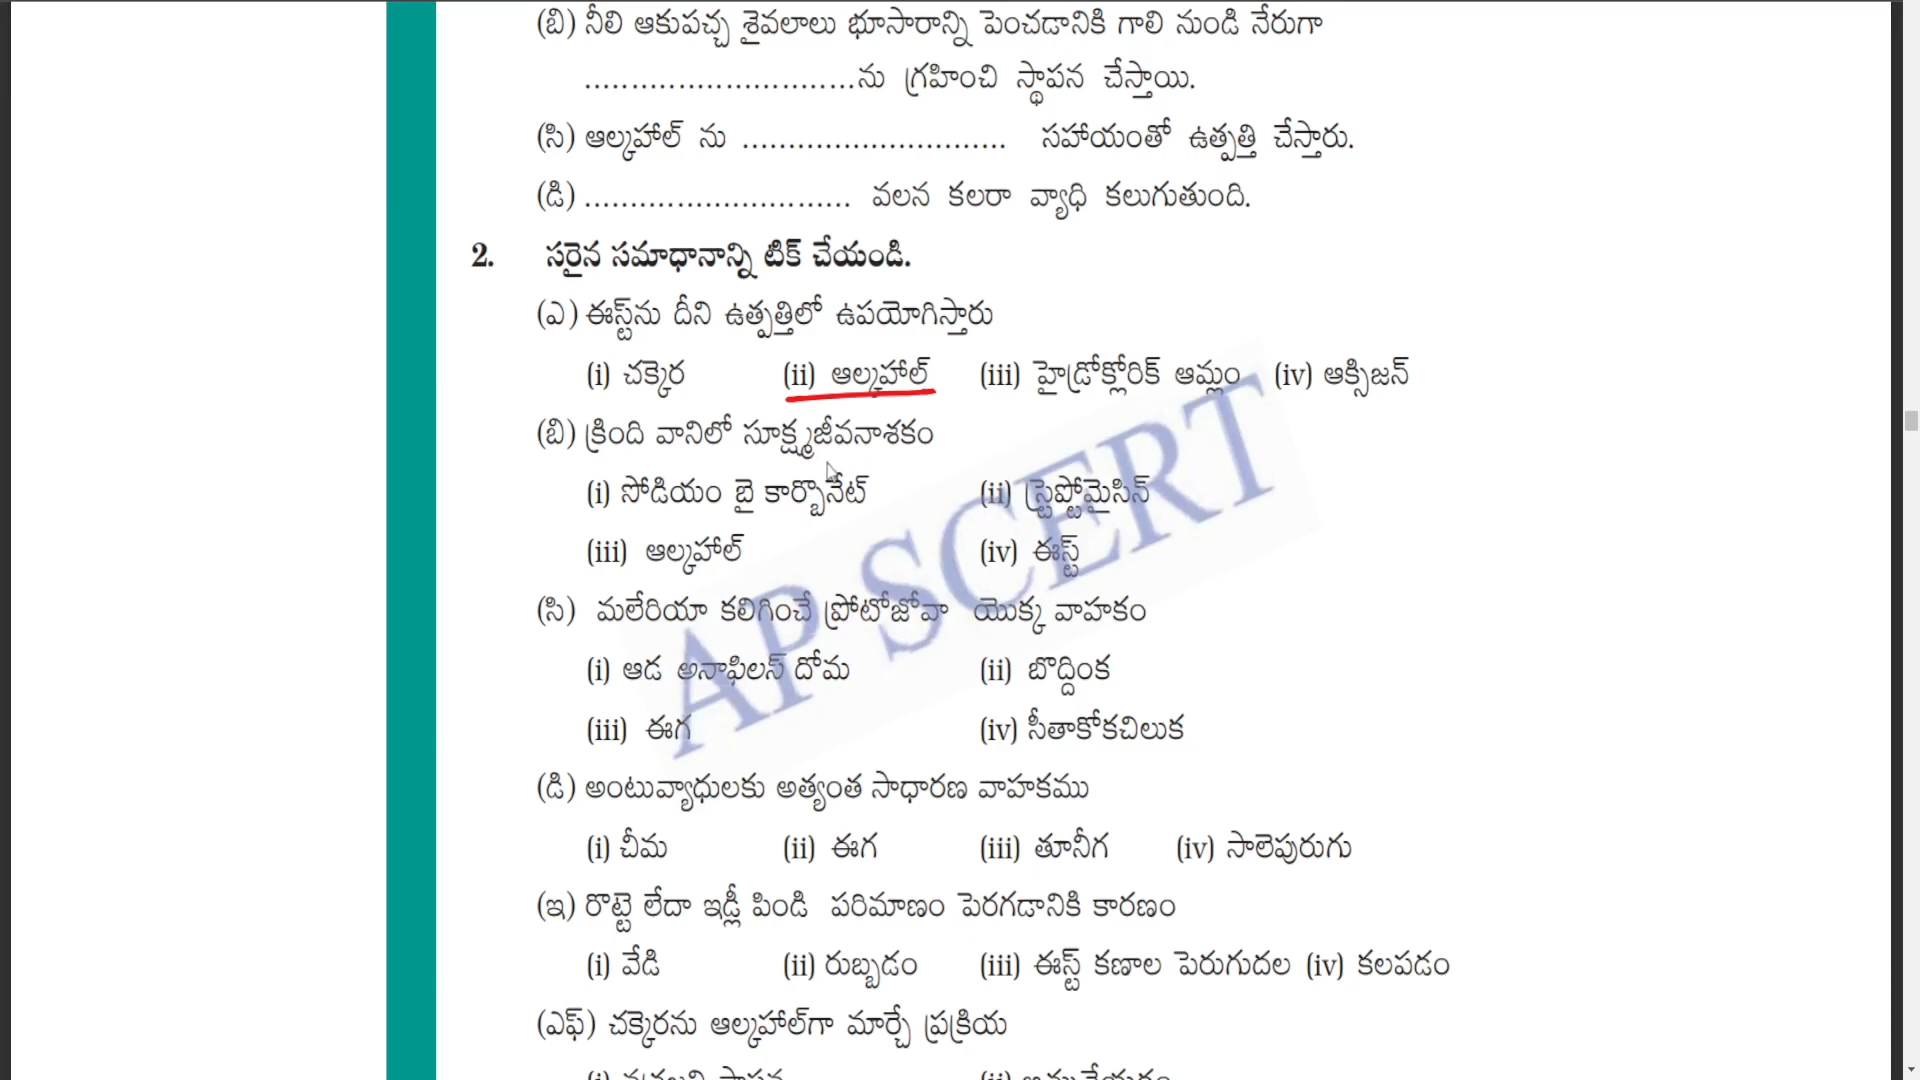 (బి) నీలి ఆకుపచ్చ శైవలాలు భూసారాన్ని పెంచడానికి గాలి నుండి నేరుగా
.............................ను గ్రహించి స్థాపన చేస్తాయి.
(సి) ఆల్కహాల్ ను ............................. సహాయంతో ఉత్పత్తి చేస్తారు.
(డి) ............................. వలన కలరా వ్యాధి కలుగుతుంది.
2. సరైన సమాధానాన్ని టిక్ చేయండి.
(ఎ) ఈస్ట్‌ను దీని ఉత్పత్తిలో ఉపయోగిస్తారు
(i) చక్కెర (ii) ఆల్కహాల్ (iii) హైడ్రోక్లోరిక్ ఆమ్లం (iv) ఆక్సిజన్
(బి) క్రింది వానిలో సూక్ష్మజీవనాశకం
(i) సోడియం బై కార్బొనేట్ (ii) స్ట్రెప్టోమైసిన్
(iii) ఆల్కహాల్ (iv) ఈస్ట్
(సి) మలేరియా కలిగించే ప్రోటోజోవా యొక్క వాహకం
(i) ఆడ అనాఫిలస్ దోమ (ii) బొద్దింక
(iii) ఈగ (iv) సీతాకోకచిలుక
(డి) అంటువ్యాధులకు అత్యంత సాధారణ వాహకము
(i) చీమ (ii) ఈగ (iii) తూనీగ (iv) సాలెపురుగు
(ఇ) రొట్టె లేదా ఇడ్లీ పిండి పరిమాణం పెరగడానికి కారణం
(i) వేడి (ii) రుబ్బడం (iii) ఈస్ట్ కణాల పెరుగుదల (iv) కలపడం
(ఎఫ్) చక్కెరను ఆల్కహాల్‌గా మార్చే ప్రక్రియ
AP SCERT